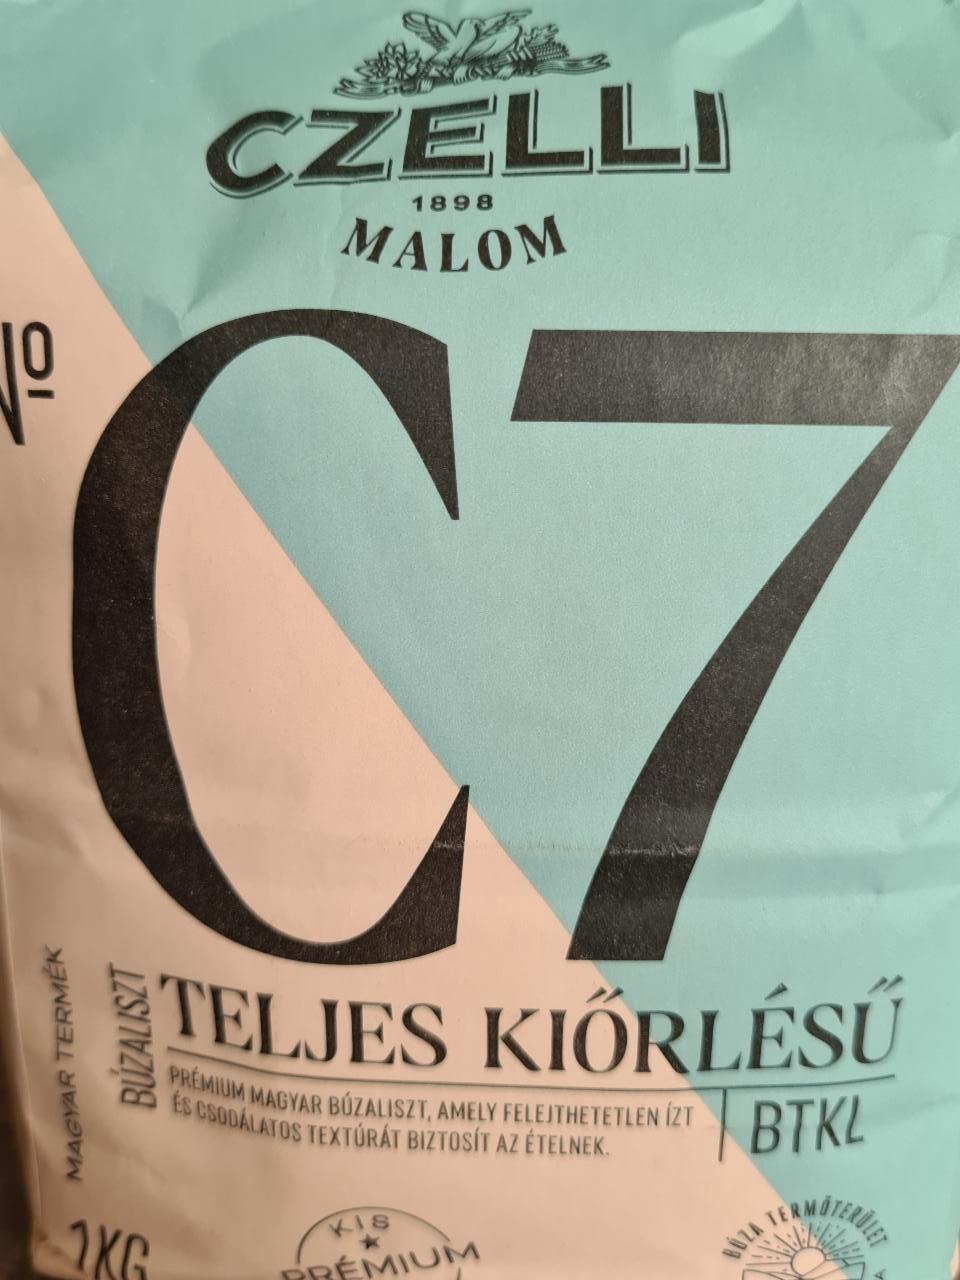 CZELLI
1898
MALOM
Nº
C7
MAGYAR TERMÉK
BÚZALISZT
TELJES KIŐRLÉSŰ
PRÉMIUM MAGYAR BÚZALISZT, AMELY FELEJTHETETLEN ÍZT
ÉS CSODÁLATOS TEXTÚRÁT BIZTOSÍT AZ ÉTELNEK.
BTKL
1KG
KIS
PRÉMIUM
BÚZA TERMŐTERÜLET